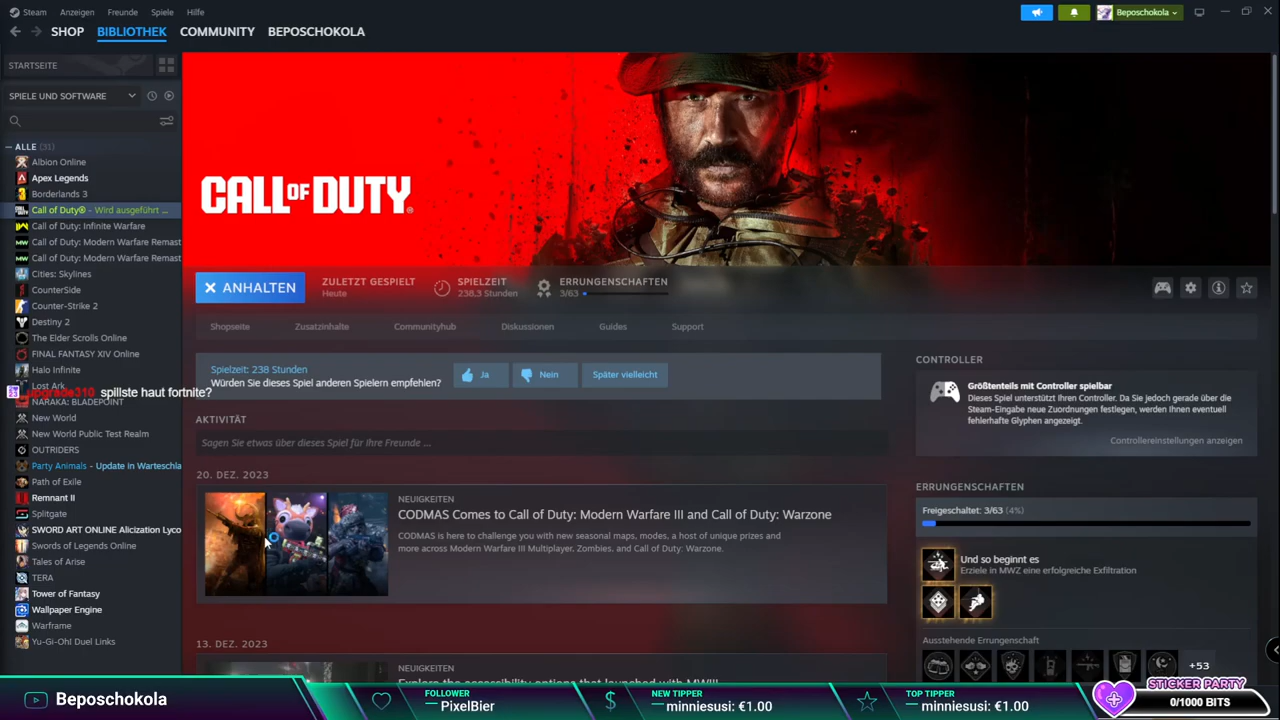 Steam Anzeigen Freunde Spiele Hilfe
Beposchokola
SHOP BIBLIOTHEK COMMUNITY BEPOSCHOKOLA
STARTSEITE
SPIELE UND SOFTWARE
ALLE (31)
Albion Online
Apex Legends
Borderlands 3
Call of Duty® - Wird ausgeführt ...
Call of Duty: Infinite Warfare
Call of Duty: Modern Warfare Remast
Call of Duty: Modern Warfare Remast
Cities: Skylines
CounterSide
Counter-Strike 2
Destiny 2
The Elder Scrolls Online
FINAL FANTASY XIV Online
Halo Infinite
Lost Ark
upgrade310 spillste haut fortnite?
NARAKA: BLADEPOINT
New World
New World Public Test Realm
OUTRIDERS
Party Animals - Update in Warteschla
Path of Exile
Remnant II
Splitgate
SWORD ART ONLINE Alicization Lyco
Swords of Legends Online
Tales of Arise
TERA
Tower of Fantasy
Wallpaper Engine
Warframe
Yu-Gi-Oh! Duel Links
CALL OF DUTY®
ANHALTEN
ZULETZT GESPIELT
Heute
SPIELZEIT
238,3 Stunden
ERRUNGENSCHAFTEN
3/63
Shopseite Zusatzinhalte Communityhub Diskussionen Guides Support
Spielzeit: 238 Stunden
Würden Sie dieses Spiel anderen Spielern empfehlen?
Ja Nein Später vielleicht
AKTIVITÄT
Sagen Sie etwas über dieses Spiel für Ihre Freunde ...
20. DEZ. 2023
NEUIGKEITEN
CODMAS Comes to Call of Duty: Modern Warfare III and Call of Duty: Warzone
CODMAS is here to challenge you with new seasonal maps, modes, a host of unique prizes and
more across Modern Warfare III Multiplayer, Zombies, and Call of Duty: Warzone.
13. DEZ. 2023
NEUIGKEITEN
Explore the accessibility options that launched with MWIII
CONTROLLER
Größtenteils mit Controller spielbar
Dieses Spiel unterstützt Ihren Controller. Da Sie jedoch gerade über die
Steam-Eingabe neue Zuordnungen festlegen, werden Ihnen eventuell
fehlerhafte Glyphen angezeigt.
Controllereinstellungen anzeigen
ERRUNGENSCHAFTEN
Freigeschaltet: 3/63 (4%)
Und so beginnt es
Erziele in MWZ eine erfolgreiche Exfiltration
Ausstehende Errungenschaft
+53
Beposchokola
FOLLOWER
PixelBier
NEW TIPPER
minniesusi: €1.00
TOP TIPPER
minniesusi: €1.00
STICKER PARTY
0/1000 BITS